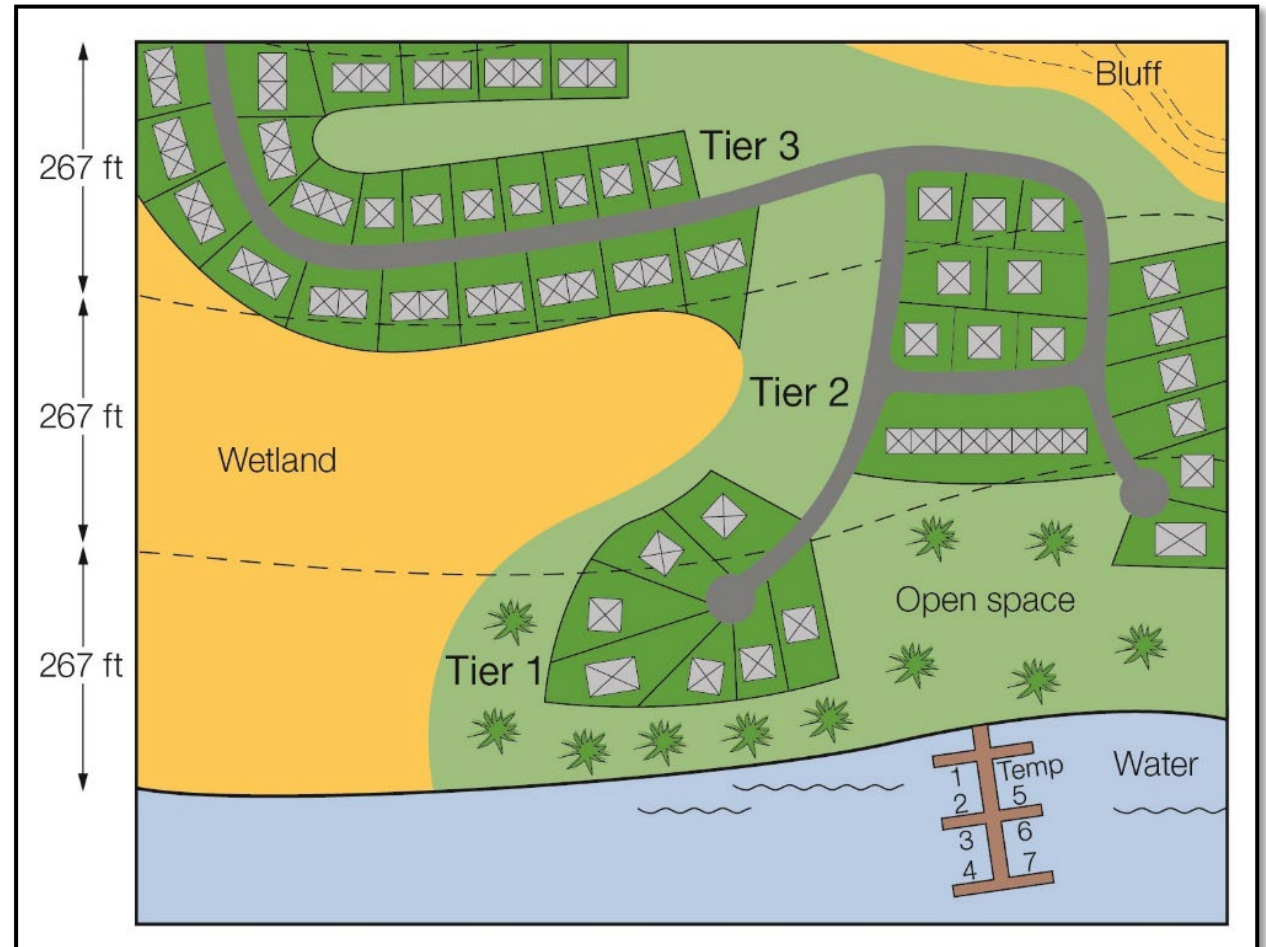 Bluff
Tier 3
267 ft
Tier 2
267 ft
Wetland
Open space
Tier 1
267 ft
Water
1 Temp
2 5
3 6
4 7